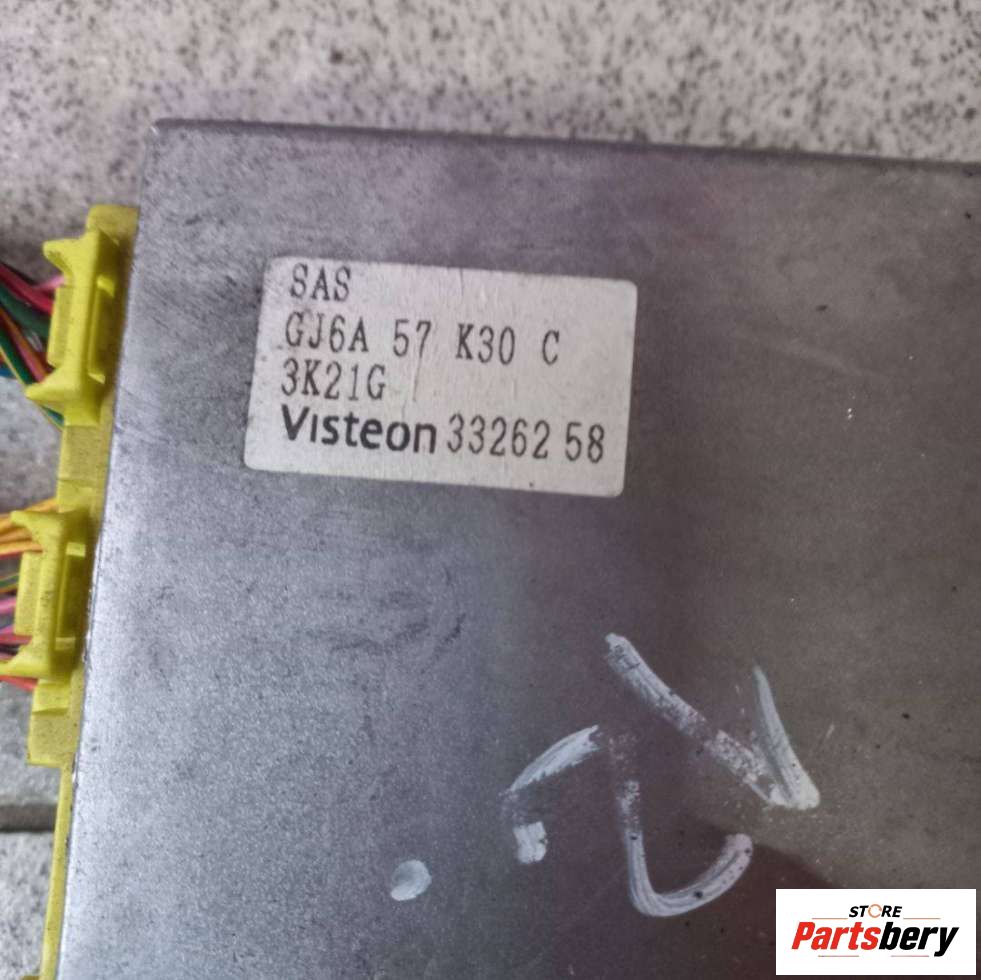 SAS
GJ6A 57 K30 C
3K21G
Visteon 33262 58
STORE
Partsbery